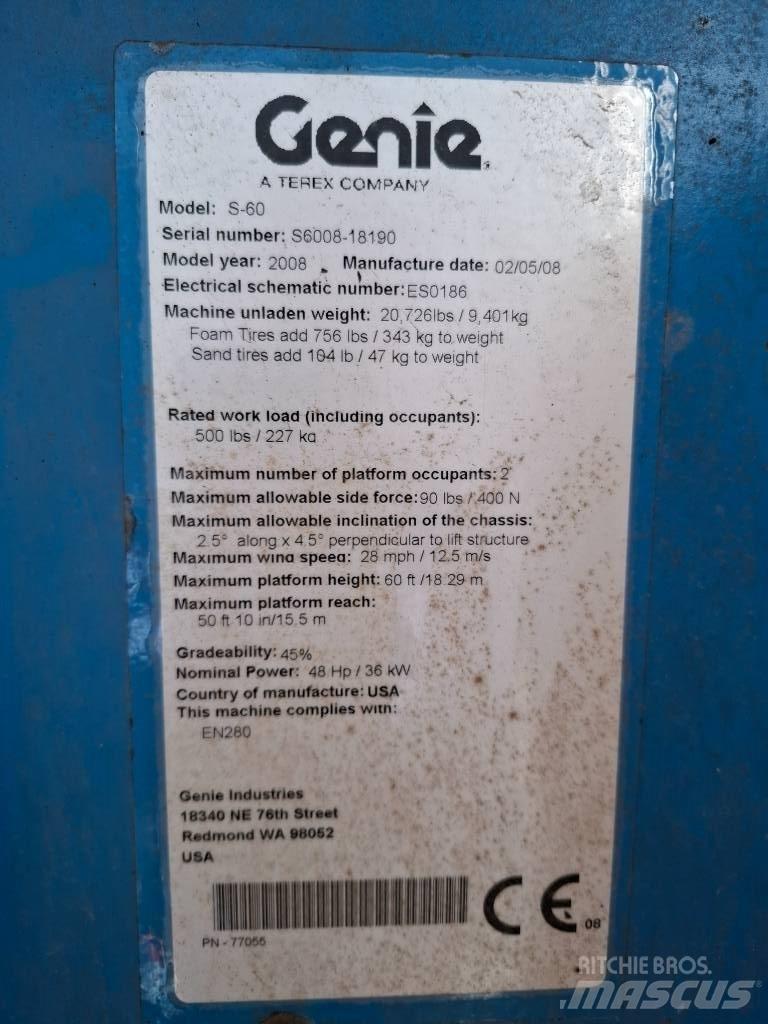 Genie
A TEREX COMPANY
Model: S-60
Serial number: S6008-18190
Model year: 2008 Manufacture date: 02/05/08
Electrical schematic number: ES0186
Machine unladen weight: 20,726lbs / 9,401kg
Foam Tires add 756 lbs / 343 kg to weight
Sand tires add 104 lb / 47 kg to weight
Rated work load (including occupants):
500 lbs / 227 kg
Maximum number of platform occupants: 2
Maximum allowable side force: 90 lbs / 400 N
Maximum allowable inclination of the chassis:
2.5° along x 4.5° perpendicular to lift structure
Maximum wind speed: 28 mph / 12.5 m/s
Maximum platform height: 60 ft /18.29 m
Maximum platform reach:
50 ft 10 in/15.5 m
Gradeability: 45%
Nominal Power: 48 Hp / 36 kW
Country of manufacture: USA
This machine complies with:
EN280
Genie Industries
18340 NE 76th Street
Redmond WA 98052
USA
CE 08
PN - 77055
RITCHIE BROS.
MASCUS